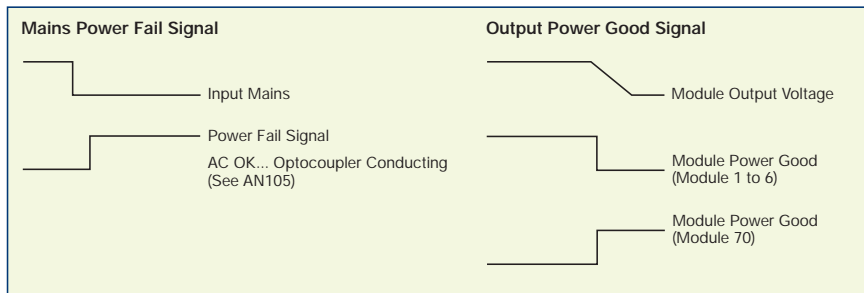 Mains Power Fail Signal
Input Mains
Power Fail Signal
AC OK... Optocoupler Conducting
(See AN105)
Output Power Good Signal
Module Output Voltage
Module Power Good
(Module 1 to 6)
Module Power Good
(Module 70)